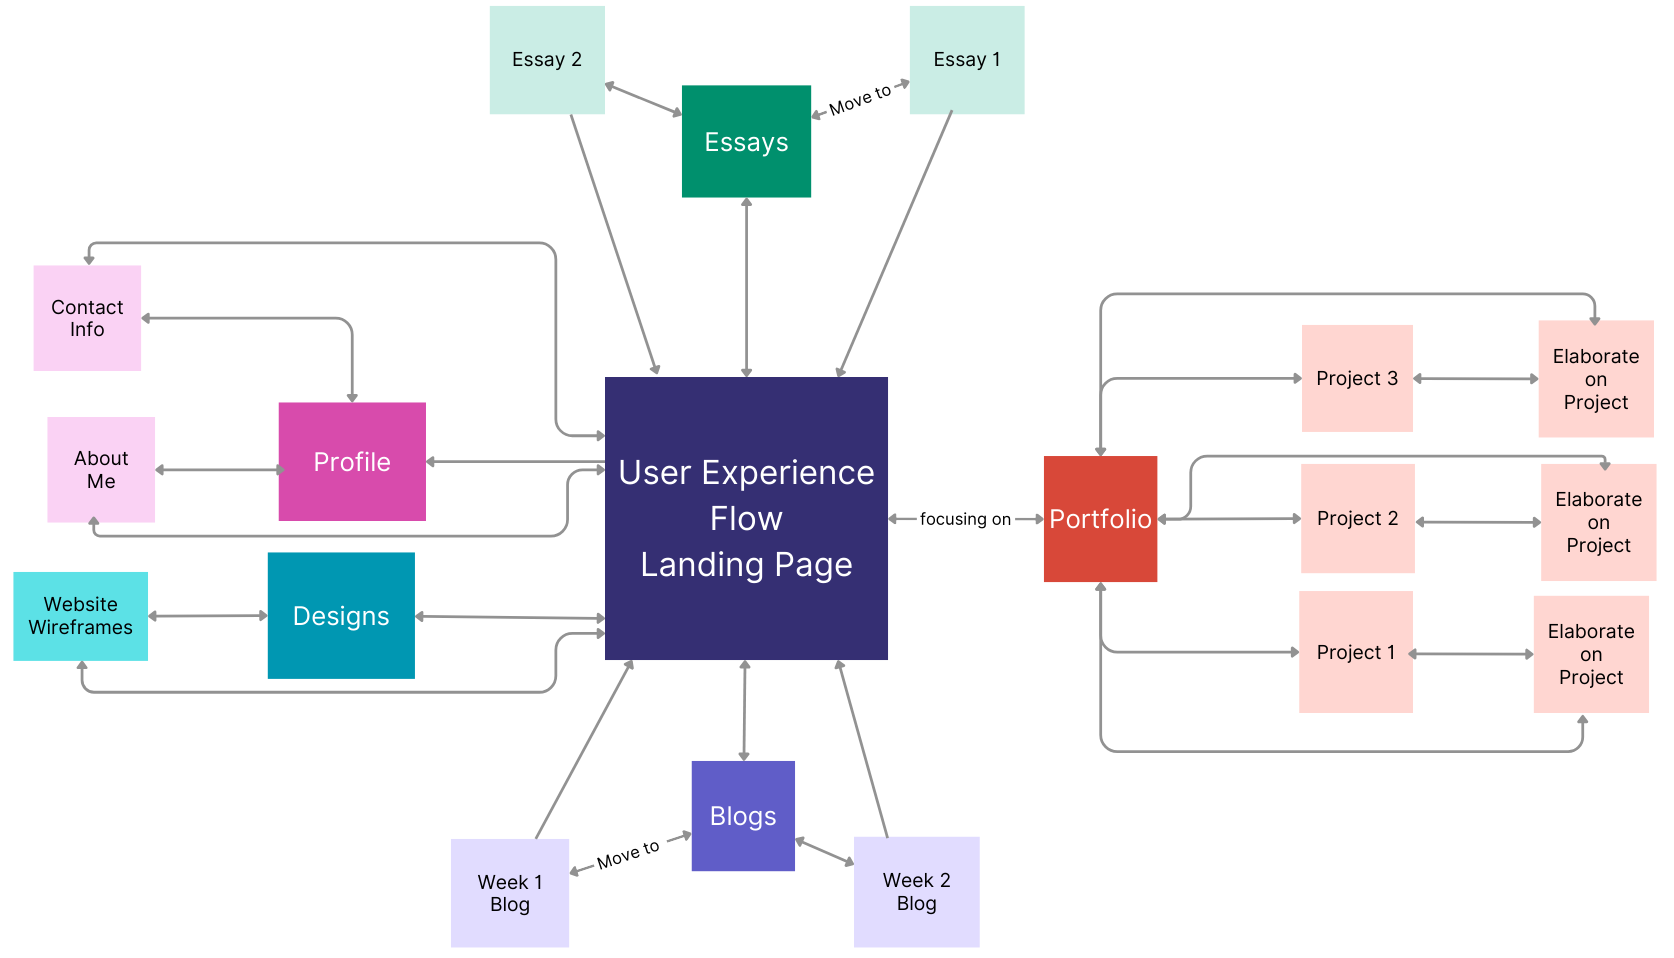 Essay 2
Essay 1
Move to
Essays
Contact
Info
Profile
About
Me
Website
Wireframes
Designs
User Experience
Flow
Landing Page
focusing on
Portfolio
Project 3
Elaborate
on
Project
Project 2
Elaborate
on
Project
Project 1
Elaborate
on
Project
Blogs
Move to
Week 1
Blog
Week 2
Blog